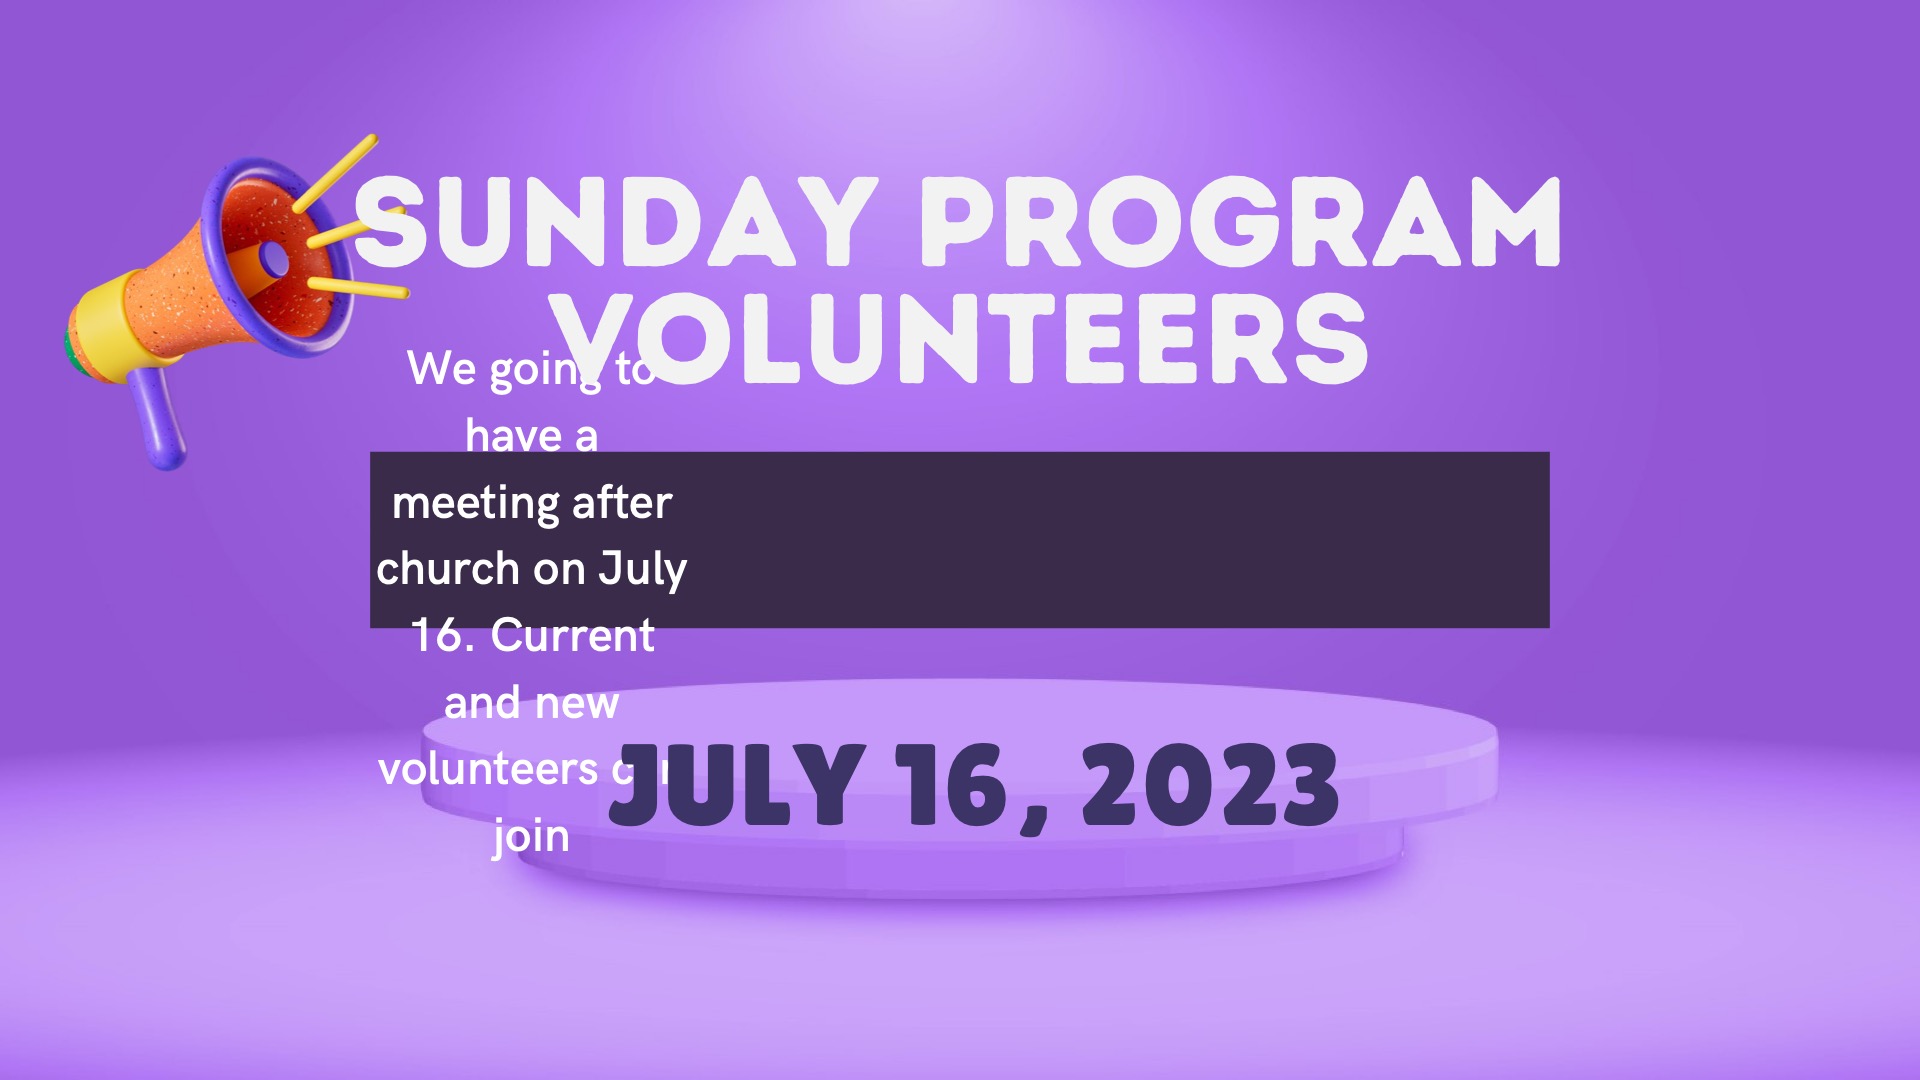 SUNDAY PROGRAM
VOLUNTEERS
We going to
have a
meeting after
church on July
16. Current
and new
volunteers
join
JULY 16, 2023